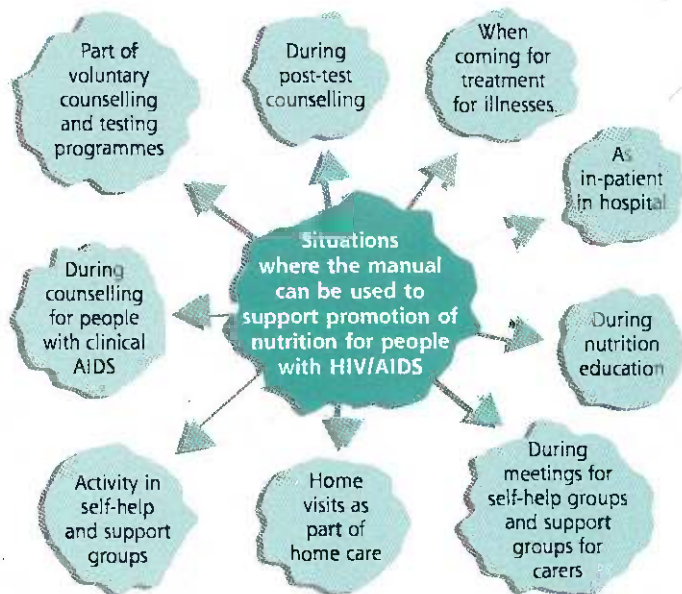 Part of
voluntary
counselling
and testing
programmes
During
post-test
counselling
When
coming for
treatment
for illnesses.
As
in-patient
in hospital
Situations
where the manual
can be used to
support promotion of
nutrition for people
with HIV/AIDS
During
counselling
for people
with clinical
AIDS
During
nutrition
education
Activity in
self-help
and support
groups
Home
visits as
part of
home care
During
meetings for
self-help groups
and support
groups for
carers